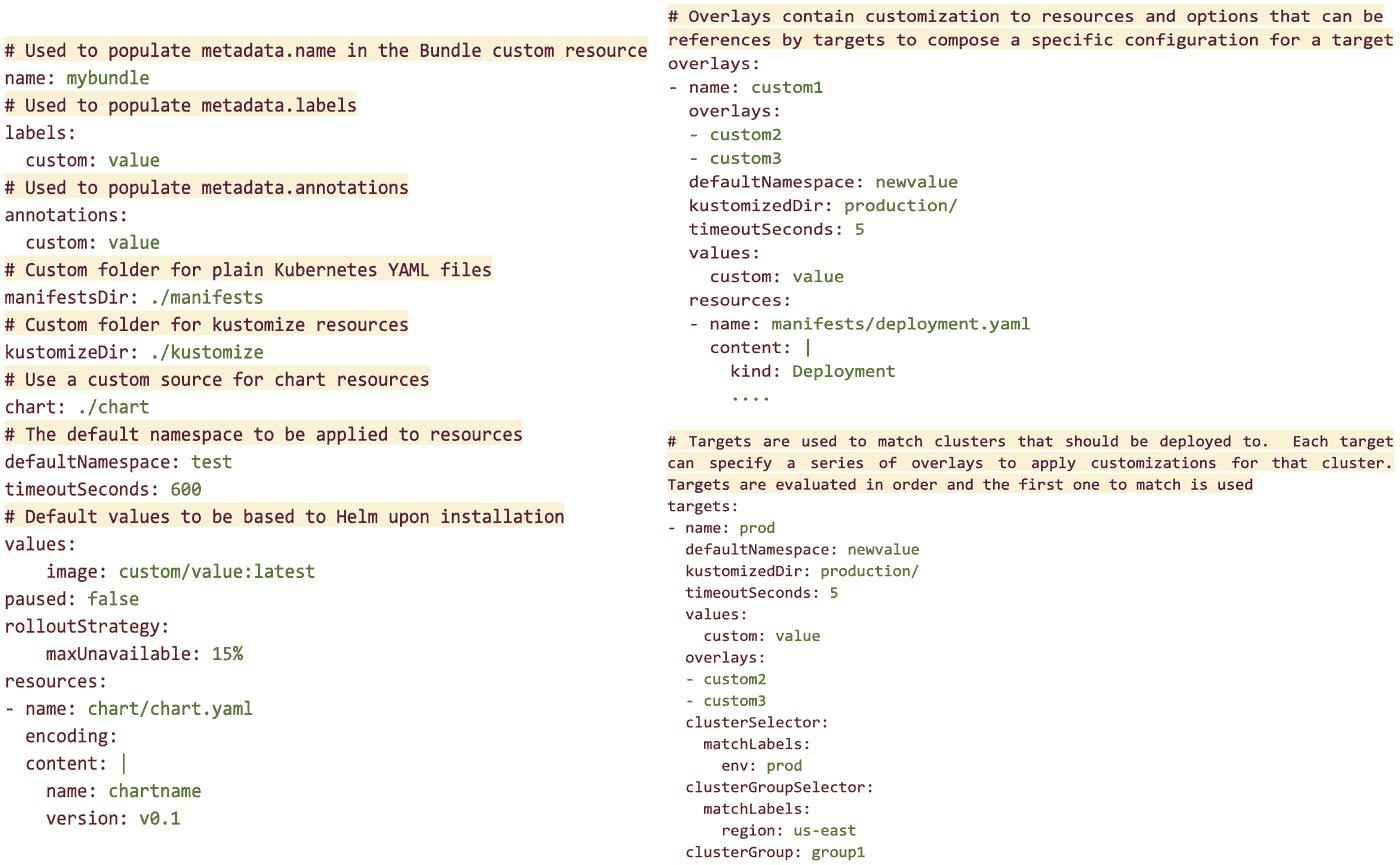 # Used to populate metadata.name in the Bundle custom resource
name: mybundle
# Used to populate metadata.labels
labels:
  custom: value
# Used to populate metadata.annotations
annotations:
  custom: value
# Custom folder for plain Kubernetes YAML files
manifestsDir: ./manifests
# Custom folder for kustomize resources
kustomizeDir: ./kustomize
# Use a custom source for chart resources
chart: ./chart
# The default namespace to be applied to resources
defaultNamespace: test
timeoutSeconds: 600
# Default values to be based to Helm upon installation
values:
    image: custom/value:latest
paused: false
rolloutStrategy:
    maxUnavailable: 15%
resources:
- name: chart/chart.yaml
  encoding:
  content: |
    name: chartname
    version: v0.1
# Overlays contain customization to resources and options that can be
references by targets to compose a specific configuration for a target
overlays:
- name: custom1
  overlays:
  - custom2
  - custom3
  defaultNamespace: newvalue
  kustomizedDir: production/
  timeoutSeconds: 5
  values:
    custom: value
  resources:
  - name: manifests/deployment.yaml
    content: |
      kind: Deployment
      ....
# Targets are used to match clusters that should be deployed to. Each target
can specify a series of overlays to apply customizations for that cluster.
Targets are evaluated in order and the first one to match is used
targets:
- name: prod
  defaultNamespace: newvalue
  kustomizedDir: production/
  timeoutSeconds: 5
  values:
    custom: value
  overlays:
  - custom2
  - custom3
  clusterSelector:
    matchLabels:
      env: prod
  clusterGroupSelector:
    matchLabels:
      region: us-east
  clusterGroup: group1